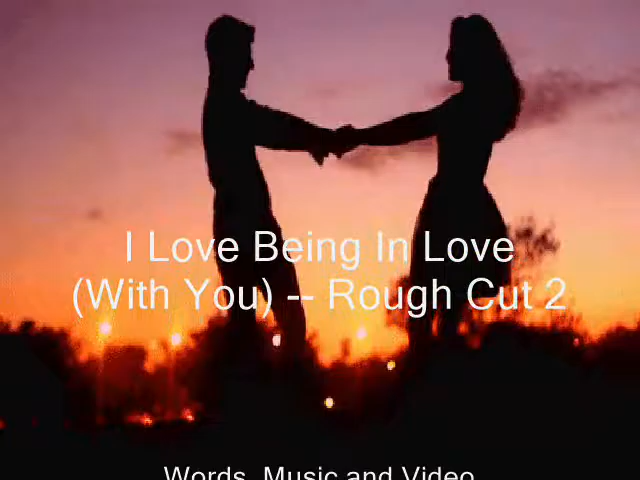 I Love Being In Love
(With You) -- Rough Cut 2
Words, Music and Video